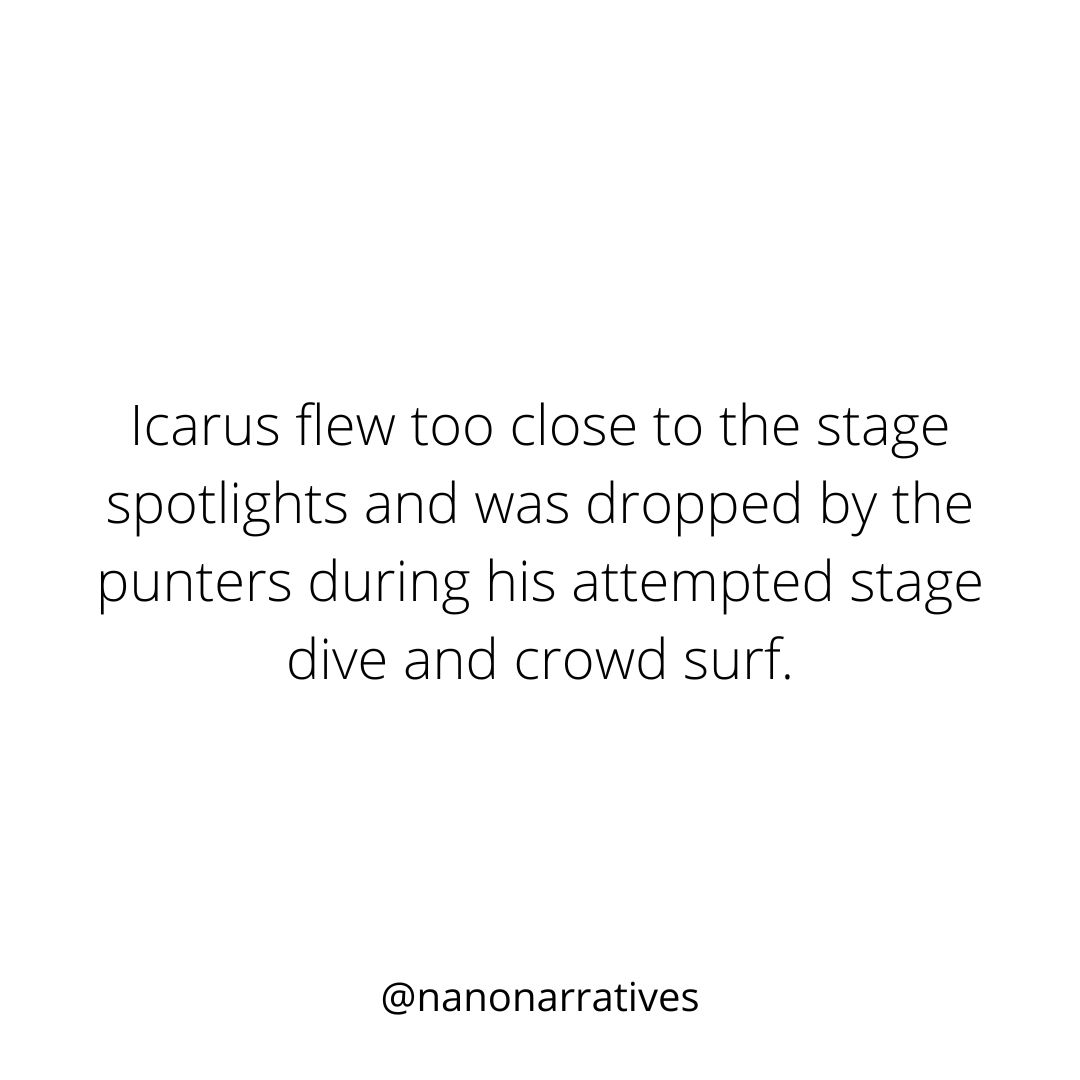 Icarus flew too close to the stage
spotlights and was dropped by the
punters during his attempted stage
dive and crowd surf.
@nanonarratives